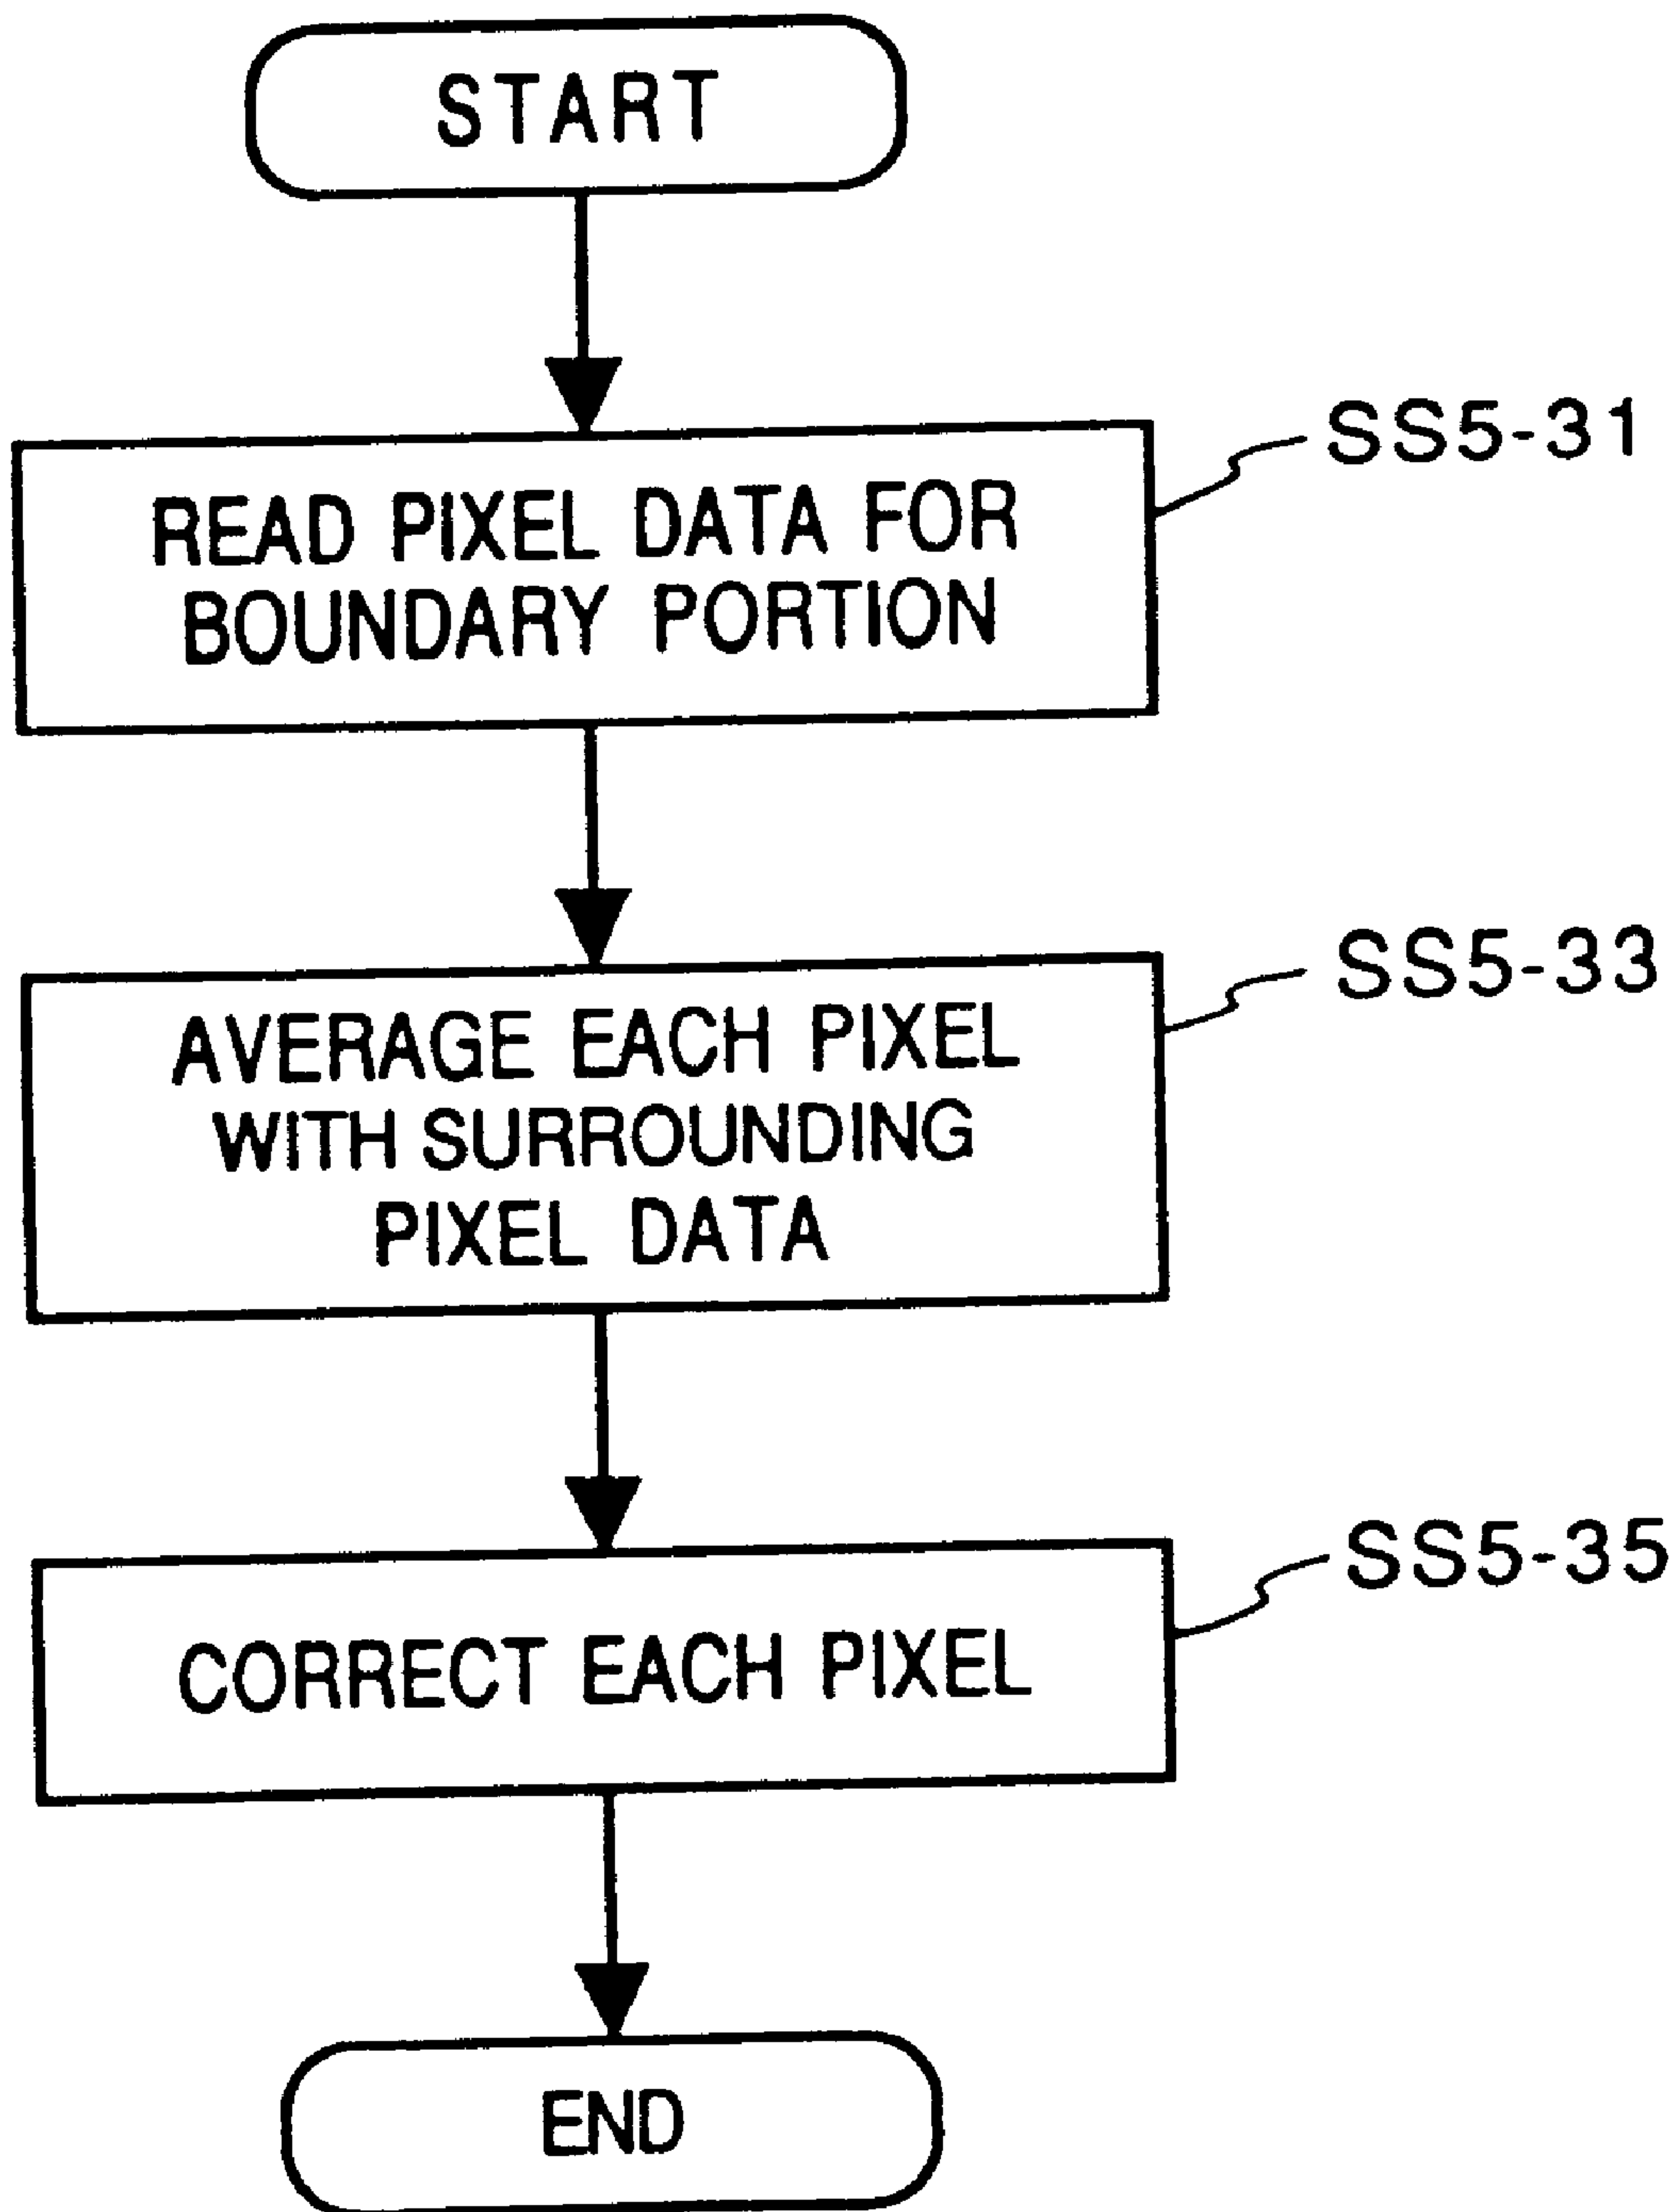 START
SS5-31
READ PIXEL DATA FOR
BOUNDARY PORTION
SS5-33
AVERAGE EACH PIXEL
WITH SURROUNDING
PIXEL DATA
SS5-35
CORRECT EACH PIXEL
END